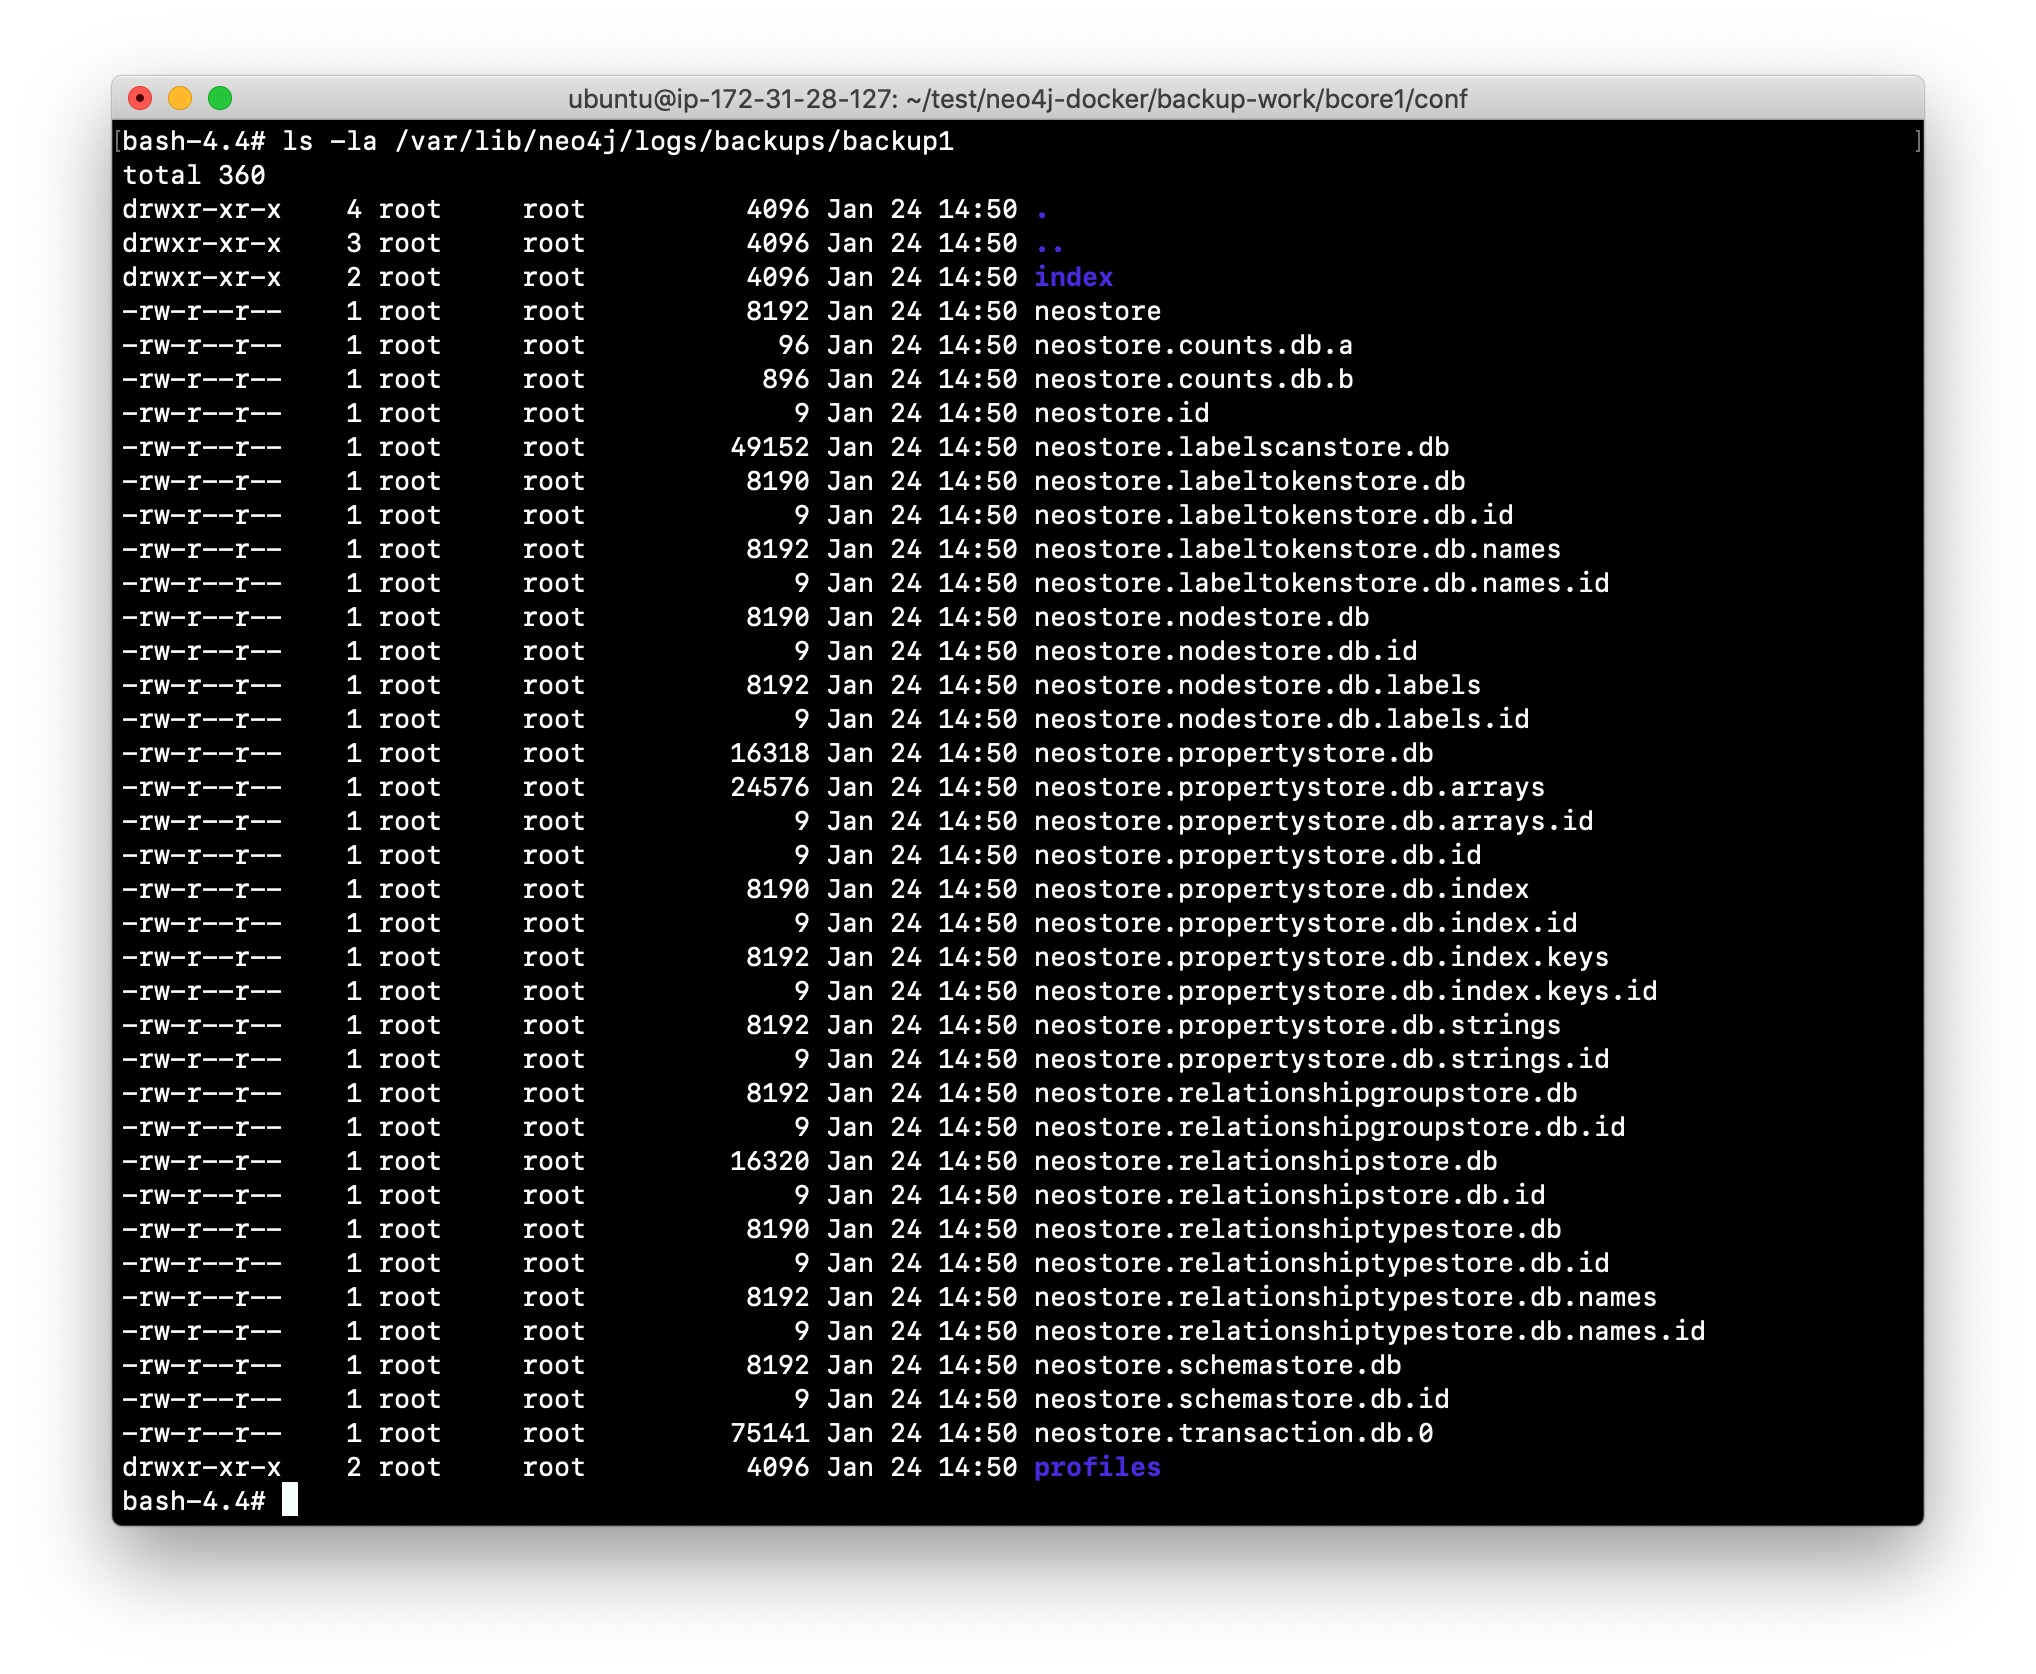 ubuntu@ip-172-31-28-127: ~/test/neo4j-docker/backup-work/bcore1/conf
[bash-4.4# ls -la /var/lib/neo4j/logs/backups/backup1 ]
total 360
drwxr-xr-x    4 root     root          4096 Jan 24 14:50 .
drwxr-xr-x    3 root     root          4096 Jan 24 14:50 ..
drwxr-xr-x    2 root     root          4096 Jan 24 14:50 index
-rw-r--r--    1 root     root          8192 Jan 24 14:50 neostore
-rw-r--r--    1 root     root            96 Jan 24 14:50 neostore.counts.db.a
-rw-r--r--    1 root     root           896 Jan 24 14:50 neostore.counts.db.b
-rw-r--r--    1 root     root             9 Jan 24 14:50 neostore.id
-rw-r--r--    1 root     root         49152 Jan 24 14:50 neostore.labelscanstore.db
-rw-r--r--    1 root     root          8190 Jan 24 14:50 neostore.labeltokenstore.db
-rw-r--r--    1 root     root             9 Jan 24 14:50 neostore.labeltokenstore.db.id
-rw-r--r--    1 root     root          8192 Jan 24 14:50 neostore.labeltokenstore.db.names
-rw-r--r--    1 root     root             9 Jan 24 14:50 neostore.labeltokenstore.db.names.id
-rw-r--r--    1 root     root          8190 Jan 24 14:50 neostore.nodestore.db
-rw-r--r--    1 root     root             9 Jan 24 14:50 neostore.nodestore.db.id
-rw-r--r--    1 root     root          8192 Jan 24 14:50 neostore.nodestore.db.labels
-rw-r--r--    1 root     root             9 Jan 24 14:50 neostore.nodestore.db.labels.id
-rw-r--r--    1 root     root         16318 Jan 24 14:50 neostore.propertystore.db
-rw-r--r--    1 root     root         24576 Jan 24 14:50 neostore.propertystore.db.arrays
-rw-r--r--    1 root     root             9 Jan 24 14:50 neostore.propertystore.db.arrays.id
-rw-r--r--    1 root     root             9 Jan 24 14:50 neostore.propertystore.db.id
-rw-r--r--    1 root     root          8190 Jan 24 14:50 neostore.propertystore.db.index
-rw-r--r--    1 root     root             9 Jan 24 14:50 neostore.propertystore.db.index.id
-rw-r--r--    1 root     root          8192 Jan 24 14:50 neostore.propertystore.db.index.keys
-rw-r--r--    1 root     root             9 Jan 24 14:50 neostore.propertystore.db.index.keys.id
-rw-r--r--    1 root     root          8192 Jan 24 14:50 neostore.propertystore.db.strings
-rw-r--r--    1 root     root             9 Jan 24 14:50 neostore.propertystore.db.strings.id
-rw-r--r--    1 root     root          8192 Jan 24 14:50 neostore.relationshipgroupstore.db
-rw-r--r--    1 root     root             9 Jan 24 14:50 neostore.relationshipgroupstore.db.id
-rw-r--r--    1 root     root         16320 Jan 24 14:50 neostore.relationshipstore.db
-rw-r--r--    1 root     root             9 Jan 24 14:50 neostore.relationshipstore.db.id
-rw-r--r--    1 root     root          8190 Jan 24 14:50 neostore.relationshiptypestore.db
-rw-r--r--    1 root     root             9 Jan 24 14:50 neostore.relationshiptypestore.db.id
-rw-r--r--    1 root     root          8192 Jan 24 14:50 neostore.relationshiptypestore.db.names
-rw-r--r--    1 root     root             9 Jan 24 14:50 neostore.relationshiptypestore.db.names.id
-rw-r--r--    1 root     root          8192 Jan 24 14:50 neostore.schemastore.db
-rw-r--r--    1 root     root             9 Jan 24 14:50 neostore.schemastore.db.id
-rw-r--r--    1 root     root         75141 Jan 24 14:50 neostore.transaction.db.0
drwxr-xr-x    2 root     root          4096 Jan 24 14:50 profiles
bash-4.4#